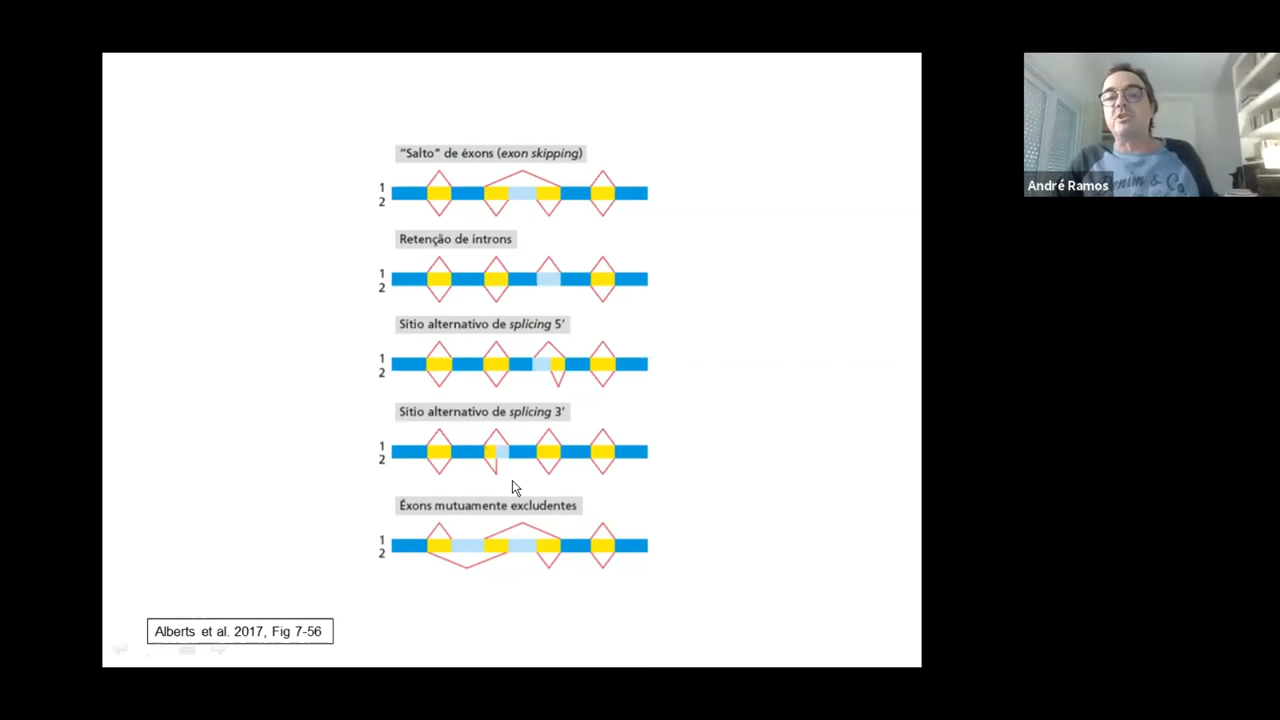 "Salto" de éxons (exon skipping)
1
2
Retenção de íntrons
1
2
Sítio alternativo de splicing 5'
1
2
Sítio alternativo de splicing 3'
1
2
Éxons mutuamente excludentes
1
2
Alberts et al. 2017, Fig 7-56
André Ramos